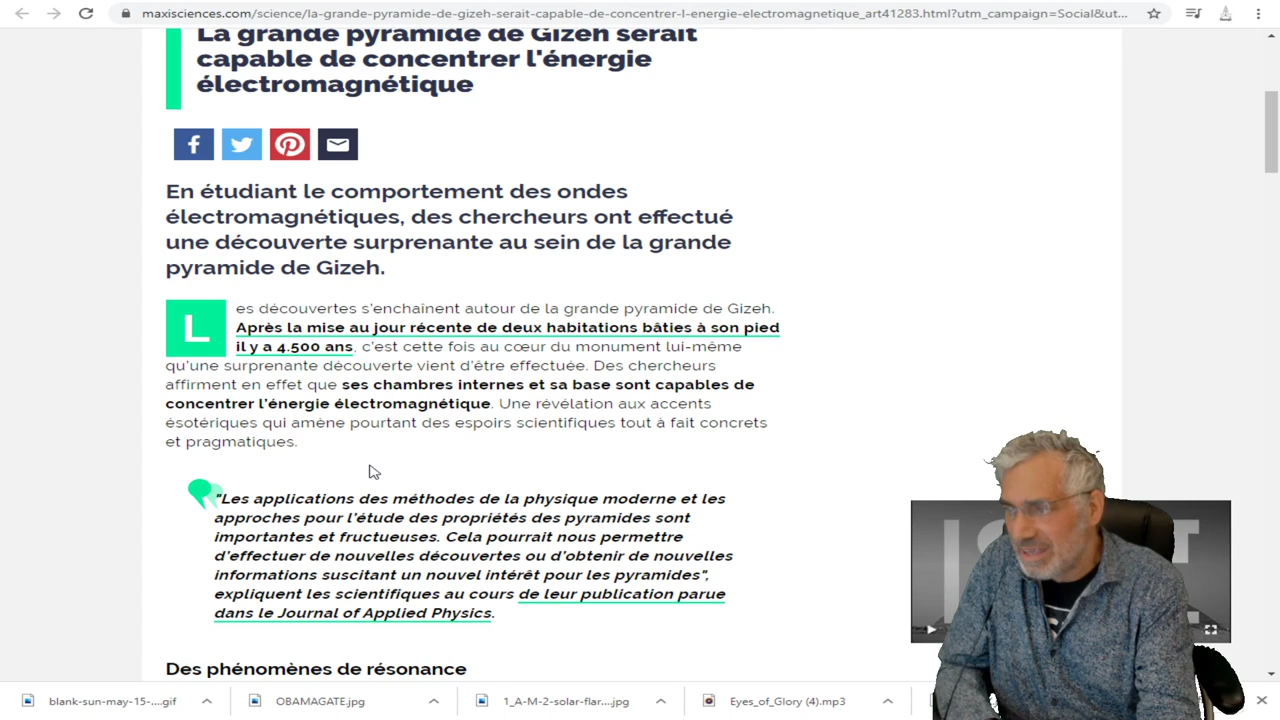 maxisciences.com/science/la-grande-pyramide-de-gizeh-serait-capable-de-concentrer-l-energie-electromagnetique_art41283.html?utm_campaign=Social&ut...
La grande pyramide de Gizeh serait
capable de concentrer l'énergie
électromagnétique
En étudiant le comportement des ondes
électromagnétiques, des chercheurs ont effectué
une découverte surprenante au sein de la grande
pyramide de Gizeh.
Les découvertes s'enchaînent autour de la grande pyramide de Gizeh.
Après la mise au jour récente de deux habitations bâties à son pied
il y a 4.500 ans, c'est cette fois au cœur du monument lui-même
qu'une surprenante découverte vient d'être effectuée. Des chercheurs
affirment en effet que ses chambres internes et sa base sont capables de
concentrer l'énergie électromagnétique. Une révélation aux accents
ésotériques qui amène pourtant des espoirs scientifiques tout à fait concrets
et pragmatiques.
"Les applications des méthodes de la physique moderne et les
approches pour l'étude des propriétés des pyramides sont
importantes et fructueuses. Cela pourrait nous permettre
d'effectuer de nouvelles découvertes ou d'obtenir de nouvelles
informations suscitant un nouvel intérêt pour les pyramides",
expliquent les scientifiques au cours de leur publication parue
dans le Journal of Applied Physics.
Des phénomènes de résonance
blank-sun-may-15-....gif
OBAMAGATE.jpg
1_A-M-2-solar-flar...jpg
Eyes_of_Glory (4).mp3